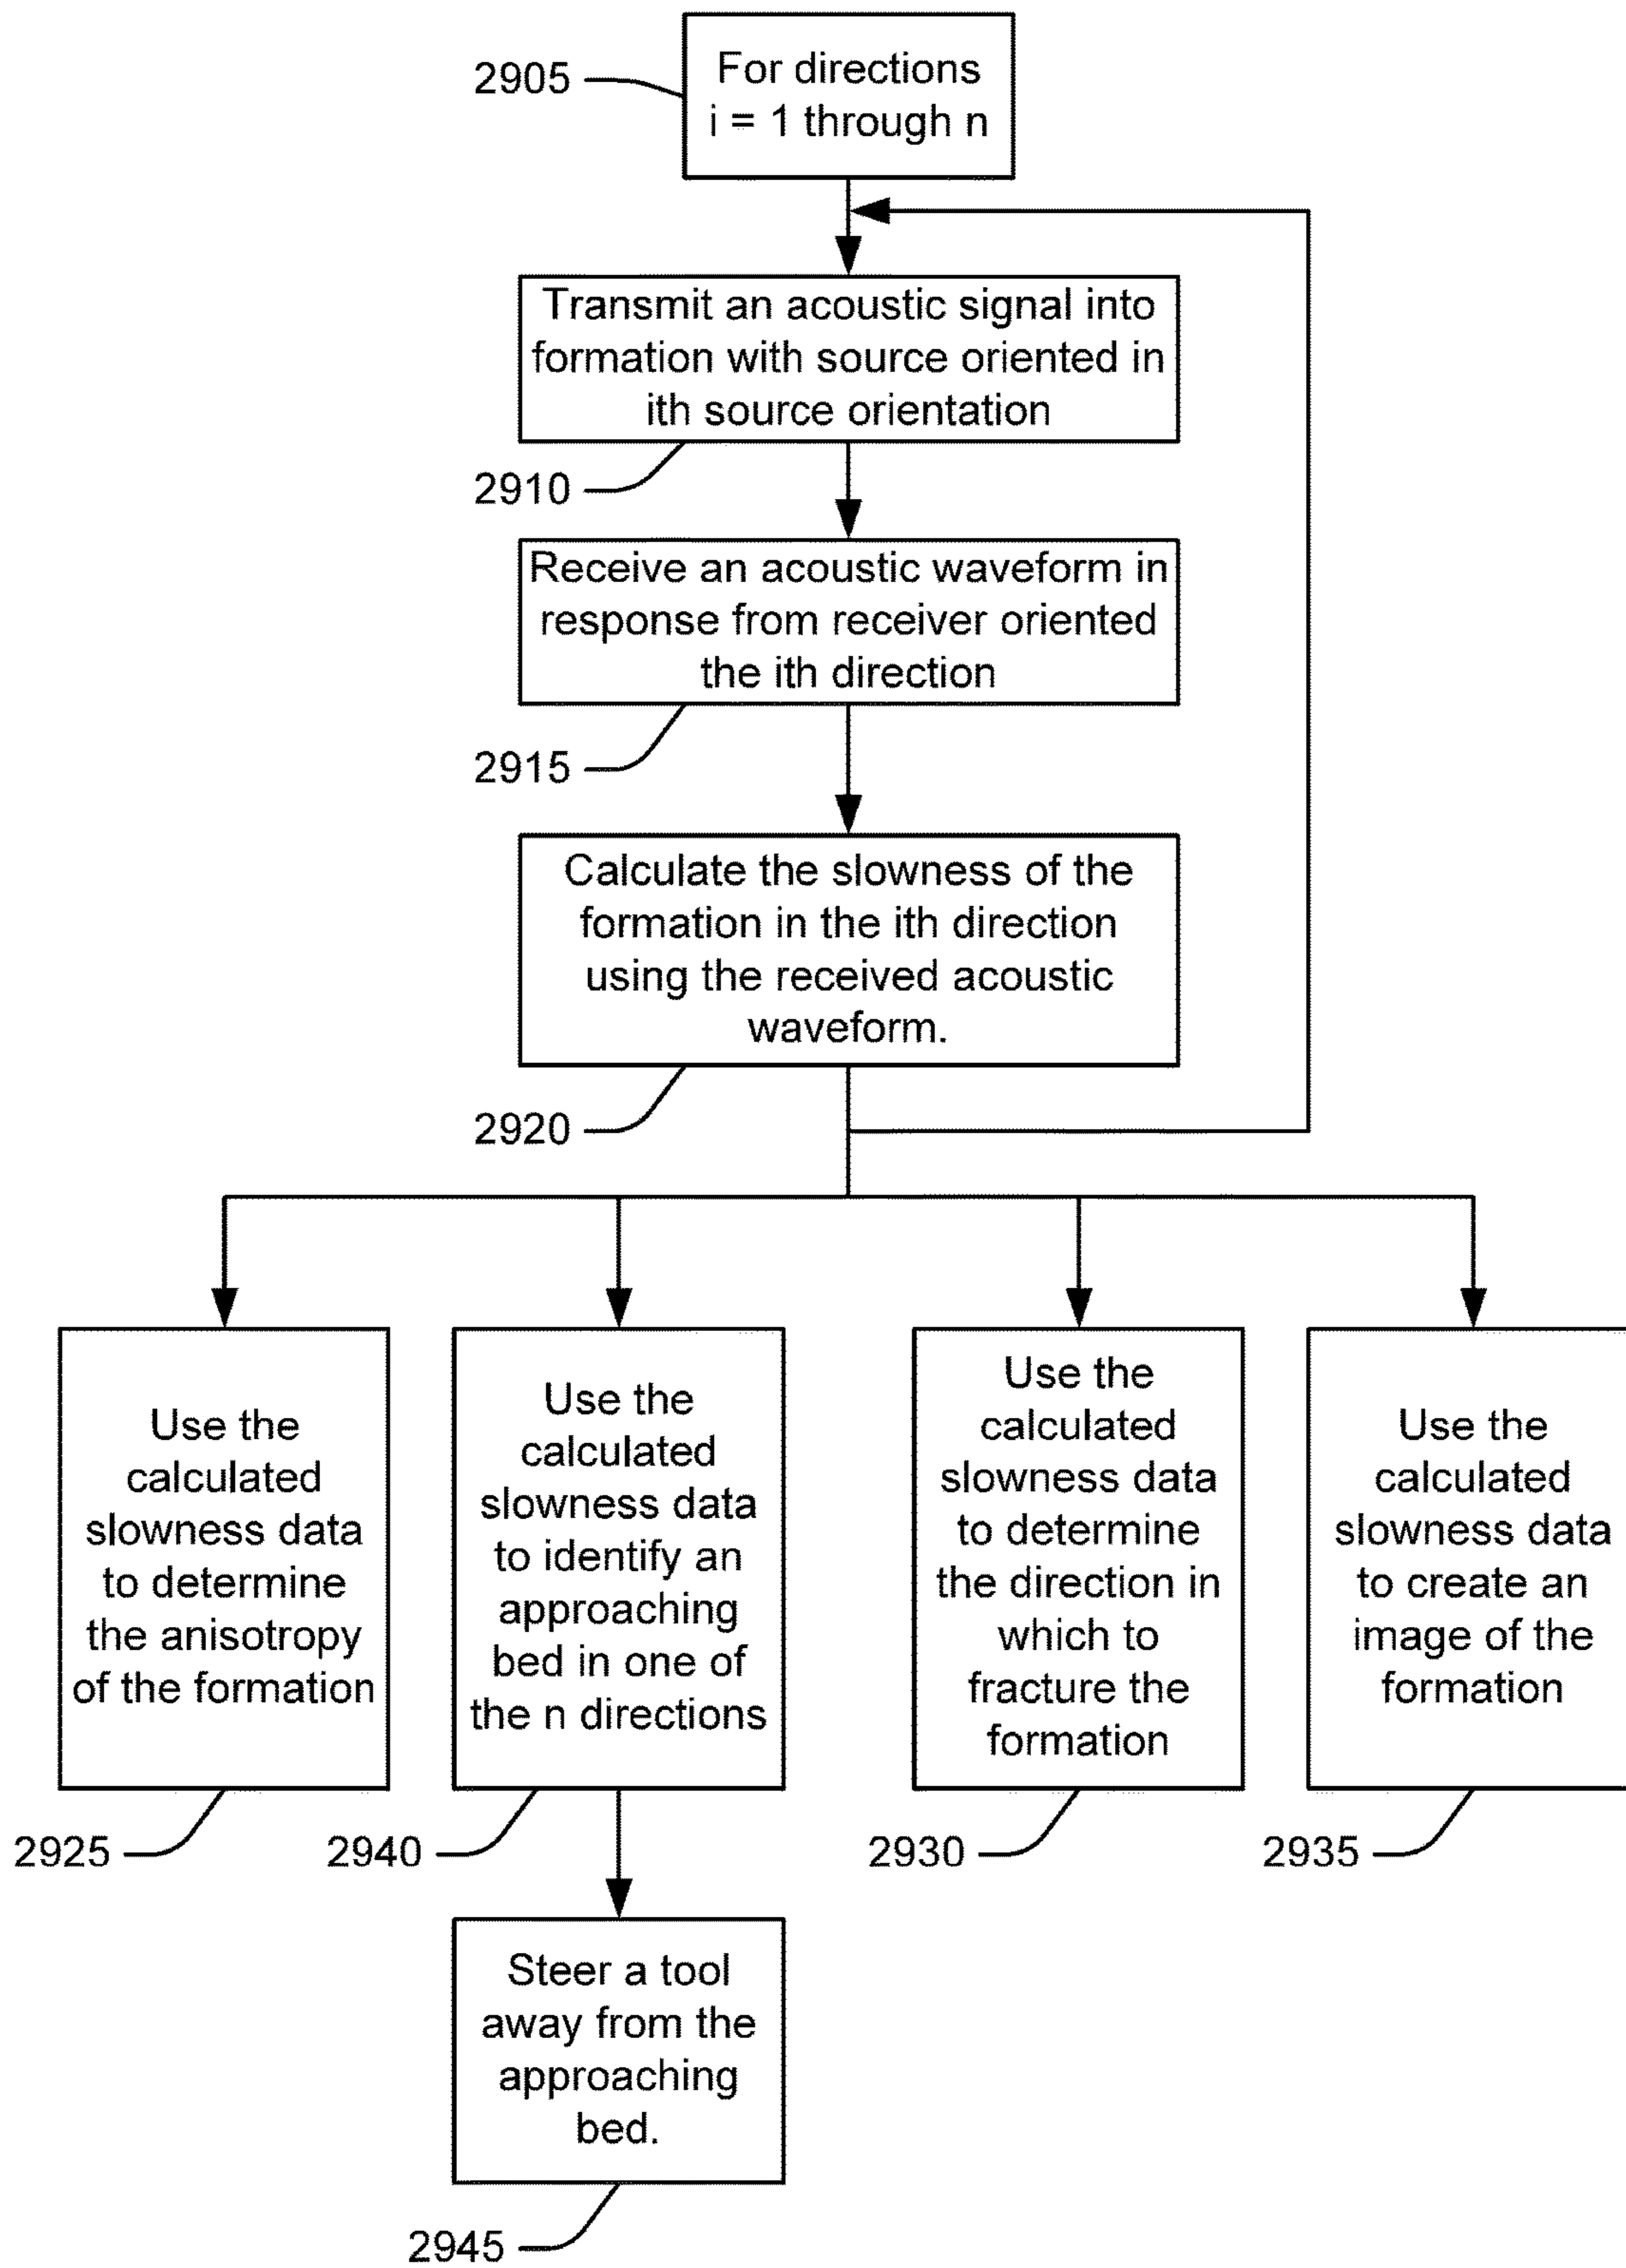 2905
For directions
i = 1 through n
Transmit an acoustic signal into
formation with source oriented in
ith source orientation
2910
Receive an acoustic waveform in
response from receiver oriented
the ith direction
2915
Calculate the slowness of the
formation in the ith direction
using the received acoustic
waveform.
2920
Use the
calculated
slowness data
to determine
the anisotropy
of the formation
2925
Use the
calculated
slowness data
to identify an
approaching
bed in one of
the n directions
2940
Use the
calculated
slowness data
to determine
the direction in
which to
fracture the
formation
2930
Use the
calculated
slowness data
to create an
image of the
formation
2935
Steer a tool
away from the
approaching
bed.
2945